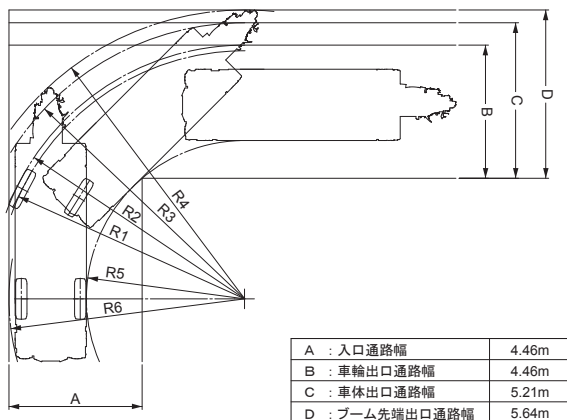 R4
R3
R2
R1
R5
R6
A
B
C
D
A : 入口通路幅 4.46m
B : 車輪出口通路幅 4.46m
C : 車体出口通路幅 5.21m
D : ブーム先端出口通路幅 5.64m